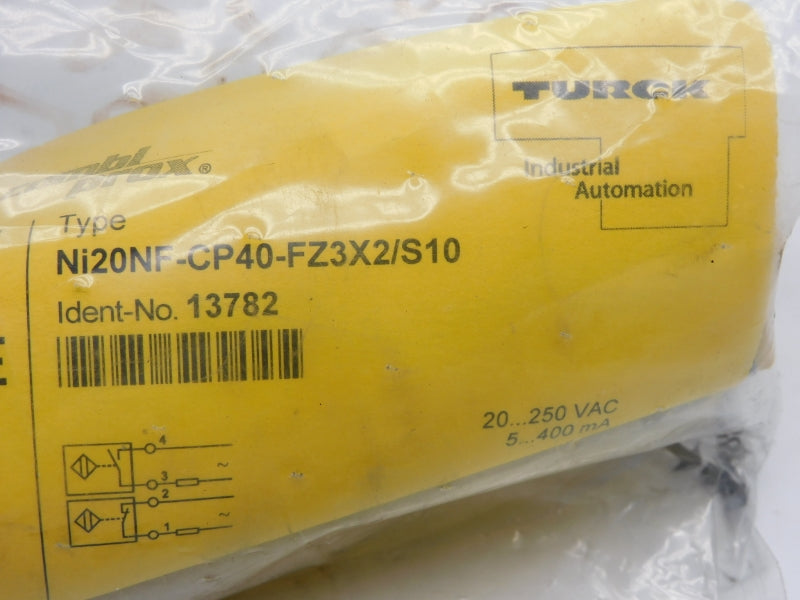 TURCK
Industrial
Automation
prox®
Type
Ni20NF-CP40-FZ3X2/S10
Ident-No. 13782
20...250 VAC
5...400 mA
4
3
~
2
1
~